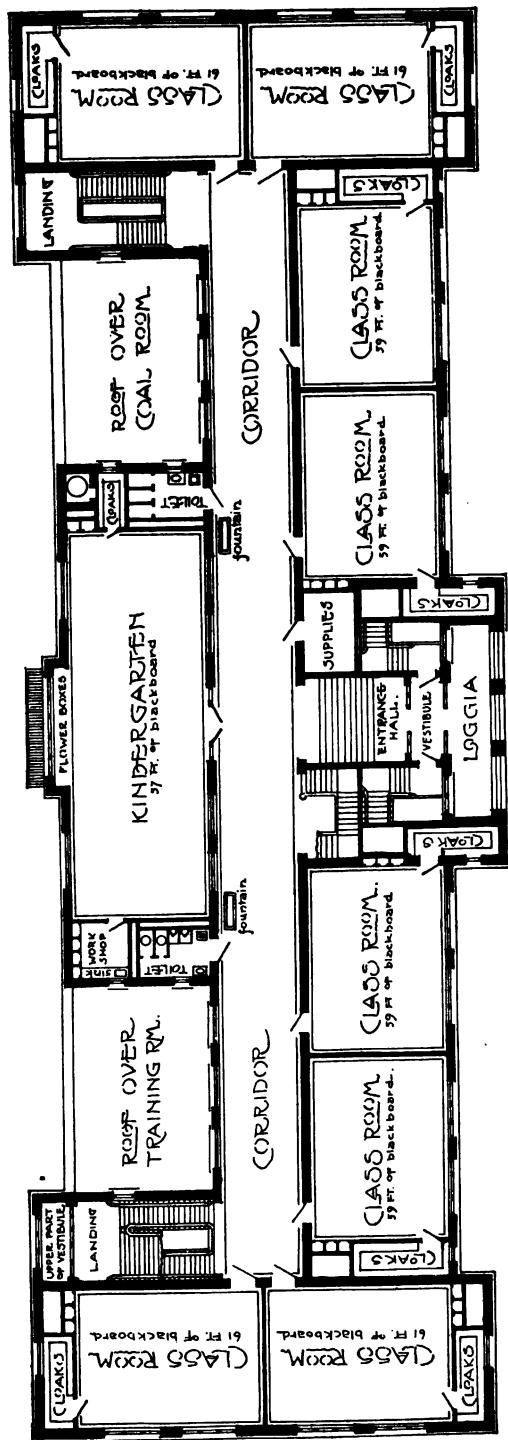 CLOAKS
61 FT. OF blackboard
CLASS ROOM
61 FT. OF blackboard
CLASS ROOM
CLOAKS
LANDING
CLOAKS
CLASS ROOM
59 FT. OF blackboard
ROOF OVER
COAL ROOM
CORRIDOR
CLASS ROOM
59 FT. OF blackboard.
CLOAKS
TOILET
fountain
CLOAKS
SUPPLIES
KINDERGARTEN
57 FT. OF blackboard
FLOWER BOXES
ENTRANCE
HALL.
VESTIBULE
LOGGIA
CLOAKS
fountain
WORK
SHOP
SINK
TOILET
CLASS ROOM.
59 FT. OF blackboard
ROOF OVER
TRAINING RM.
CORRIDOR
CLASS ROOM
59 FT. OF blackboard.
UPPER PART
OF VESTIBULE
LANDING
CLOAKS
61 FT. OF blackboard
CLASS ROOM
61 FT. OF blackboard
CLASS ROOM
CLOAKS
CLOAKS